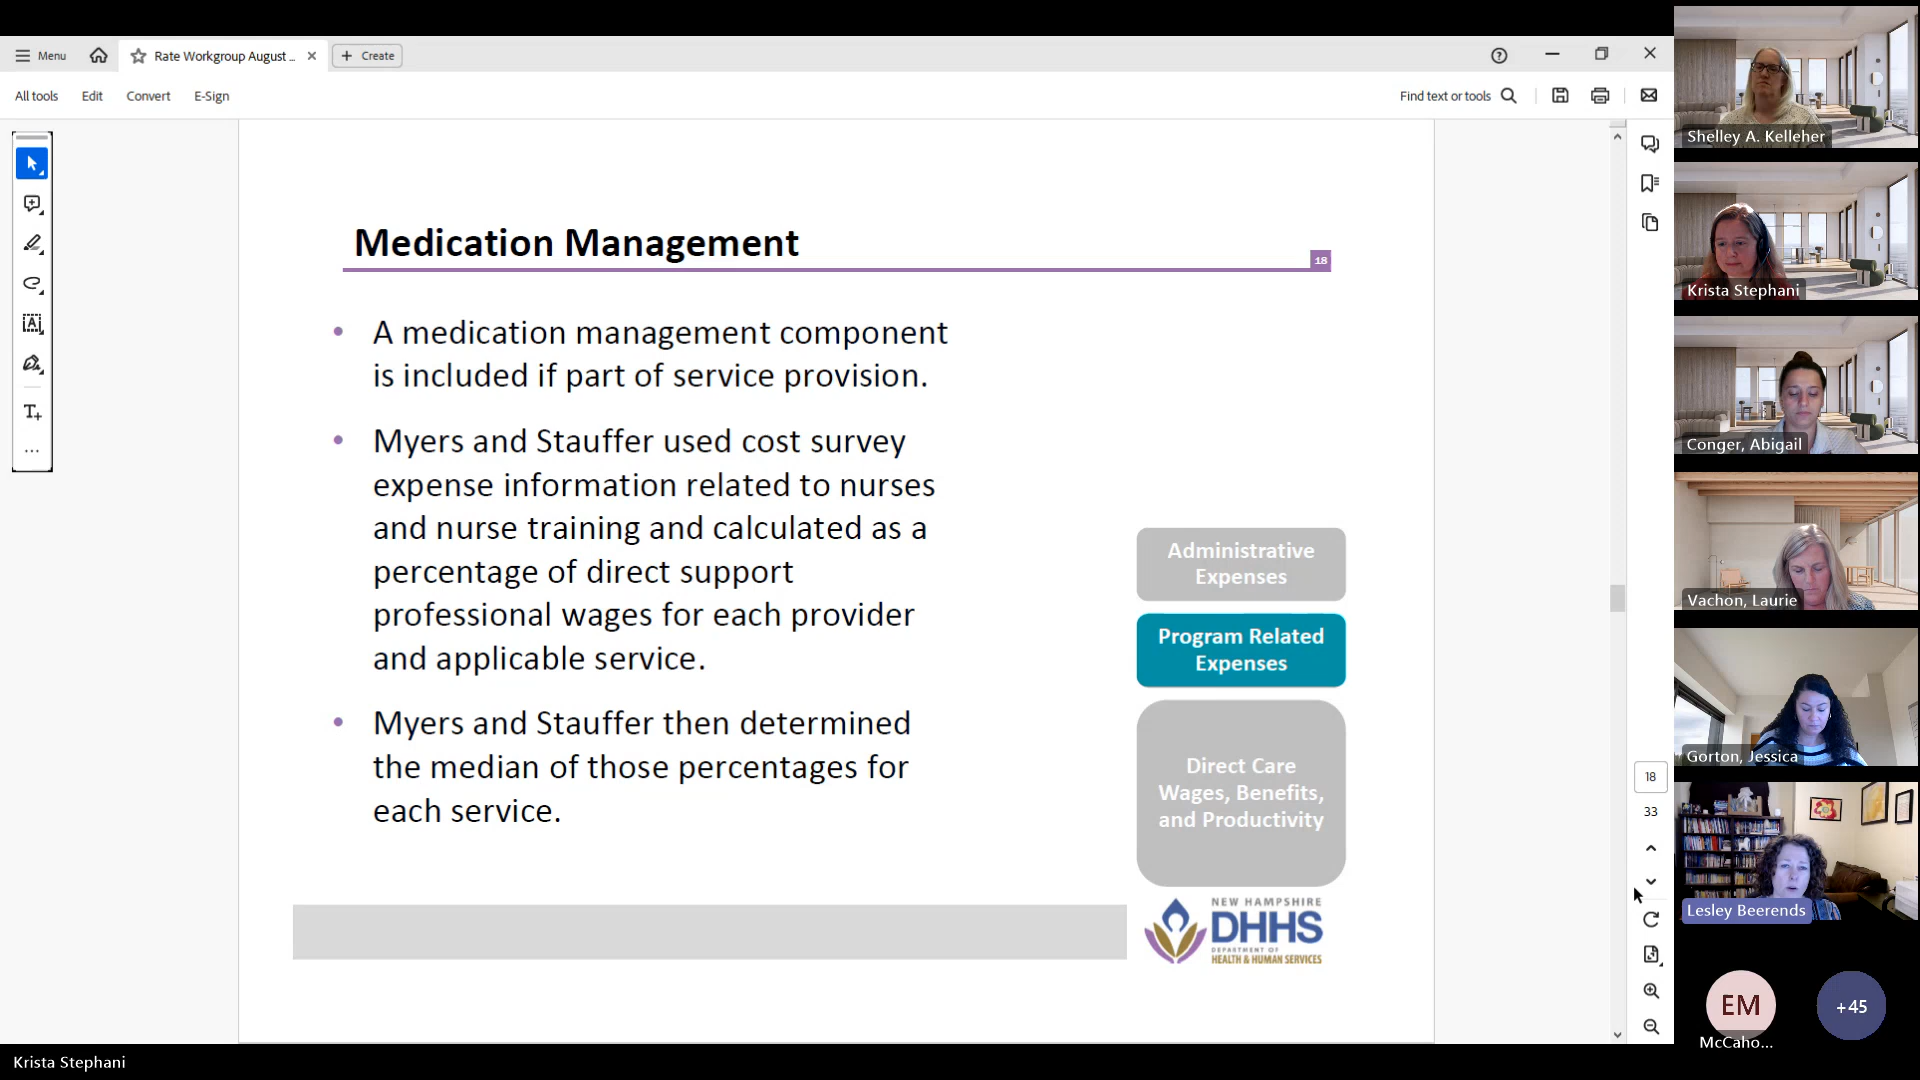 Menu
Rate Workgroup August ...
Create
All tools
Edit
Convert
E-Sign
Find text or tools
Medication Management
18
• A medication management component
is included if part of service provision.
• Myers and Stauffer used cost survey
expense information related to nurses
and nurse training and calculated as a
percentage of direct support
professional wages for each provider
and applicable service.
• Myers and Stauffer then determined
the median of those percentages for
each service.
Administrative
Expenses
Program Related
Expenses
Direct Care
Wages, Benefits,
and Productivity
NEW HAMPSHIRE
DHHS
DEPARTMENT OF
HEALTH & HUMAN SERVICES
18
33
Shelley A. Kelleher
Krista Stephani
Conger, Abigail
Vachon, Laurie
Gorton, Jessica
Lesley Beerends
EM
McCaho...
+45
Krista Stephani